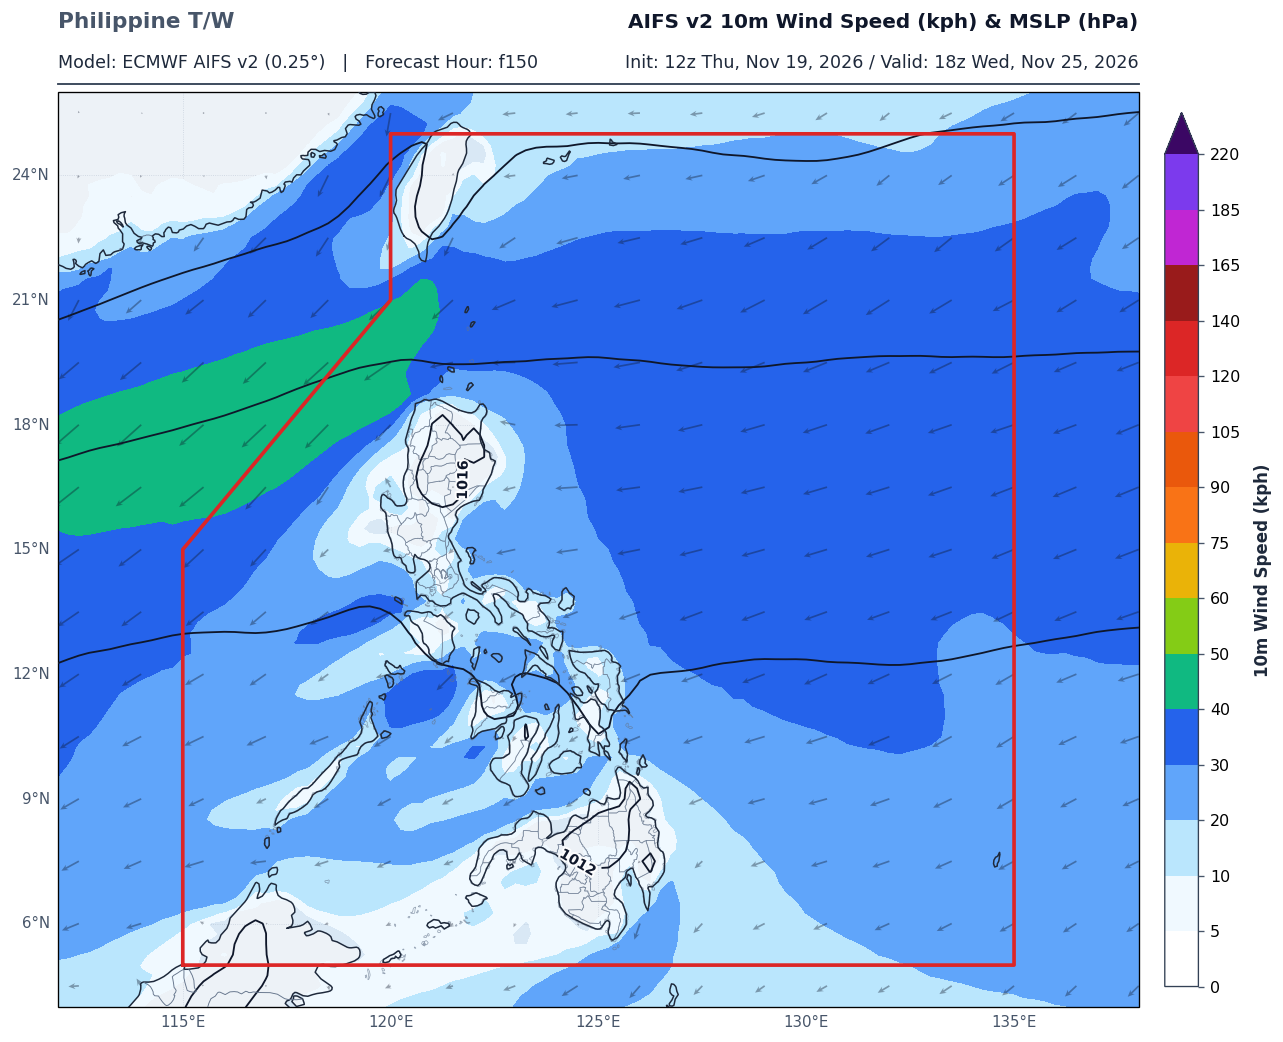 Philippine T/W
AIFS v2 10m Wind Speed (kph) & MSLP (hPa)
Model: ECMWF AIFS v2 (0.25°) | Forecast Hour: f150
Init: 12z Thu, Nov 19, 2026 / Valid: 18z Wed, Nov 25, 2026
24°N
21°N
18°N
15°N
12°N
9°N
6°N
1016
1012
115°E
120°E
125°E
130°E
135°E
220
185
165
140
120
105
90
75
60
50
40
30
20
10
5
0
10m Wind Speed (kph)